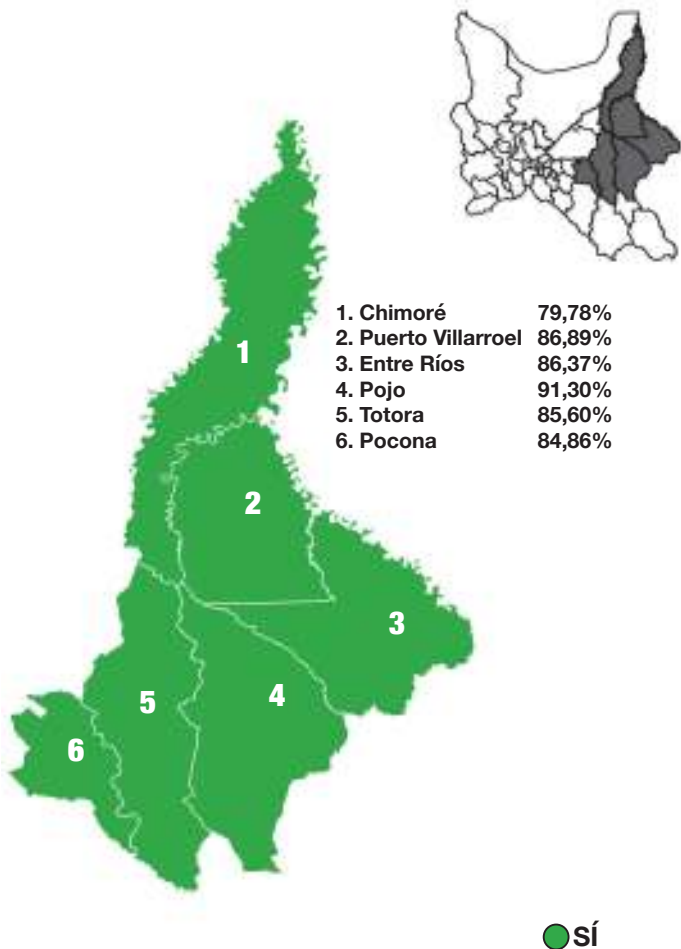 1. Chimoré 79,78%
2. Puerto Villarroel 86,89%
3. Entre Ríos 86,37%
4. Pojo 91,30%
5. Totora 85,60%
6. Pocona 84,86%
1
2
3
4
5
6
SÍ